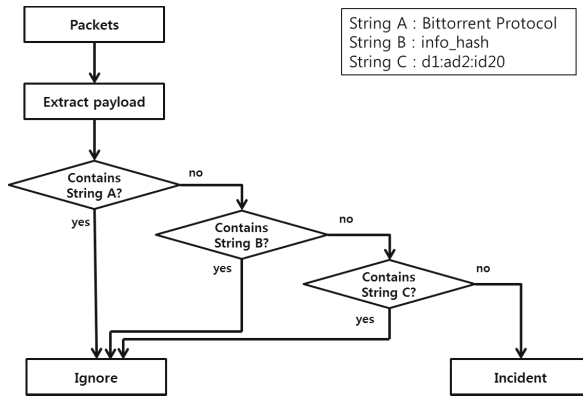 Packets
String A : Bittorrent Protocol
String B : info_hash
String C : d1:ad2:id20
Extract payload
Contains
String A?
no
yes
Contains
String B?
no
yes
Contains
String C?
no
yes
Ignore
Incident